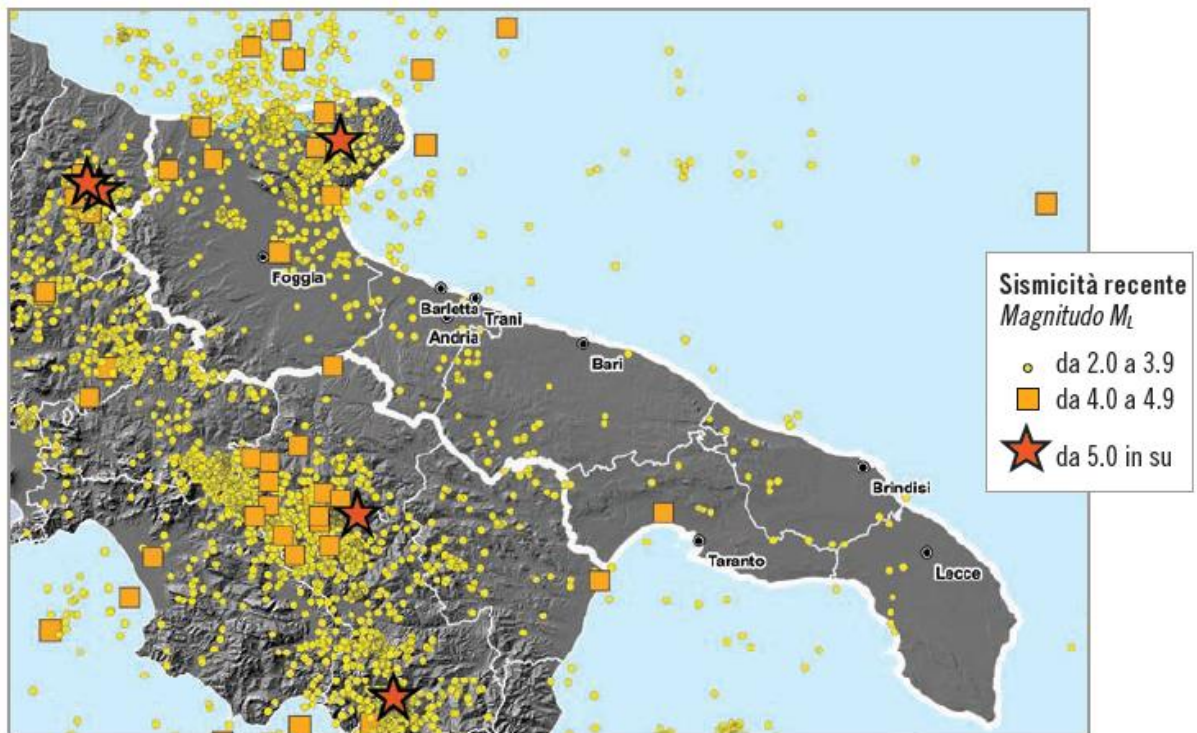 Foggia
Barletta
Trani
Andria
Bari
Brindisi
Taranto
Lecce
Sismicità recente
Magnitudo M_L
da 2.0 a 3.9
da 4.0 a 4.9
da 5.0 in su